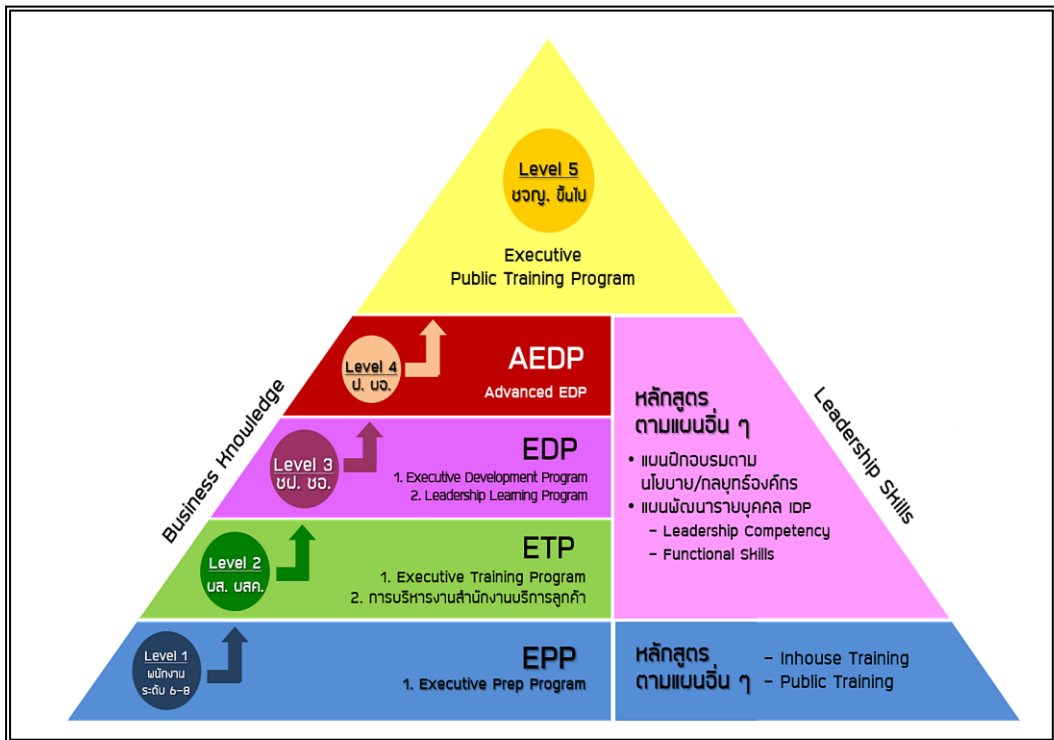 Level 5
ชจญ. ขึ้นไป
Executive
Public Training Program
Business Knowledge
Leadership Skills
Level 4
ป. บอ.
AEDP
Advanced EDP
Level 3
ชฝ. ชอ.
EDP
1. Executive Development Program
2. Leadership Learning Program
Level 2
บส. บสค.
ETP
1. Executive Training Program
2. การบริหารงานสำนักงานบริการลูกค้า
หลักสูตร
ตามแผนอื่น ๆ
• แผนฝึกอบรมตาม
นโยบาย/กลยุทธ์องค์กร
• แผนพัฒนารายบุคคล IDP
– Leadership Competency
– Functional Skills
Level 1
พนักงาน
ระดับ 6-8
EPP
1. Executive Prep Program
หลักสูตร
ตามแผนอื่น ๆ
– Inhouse Training
– Public Training